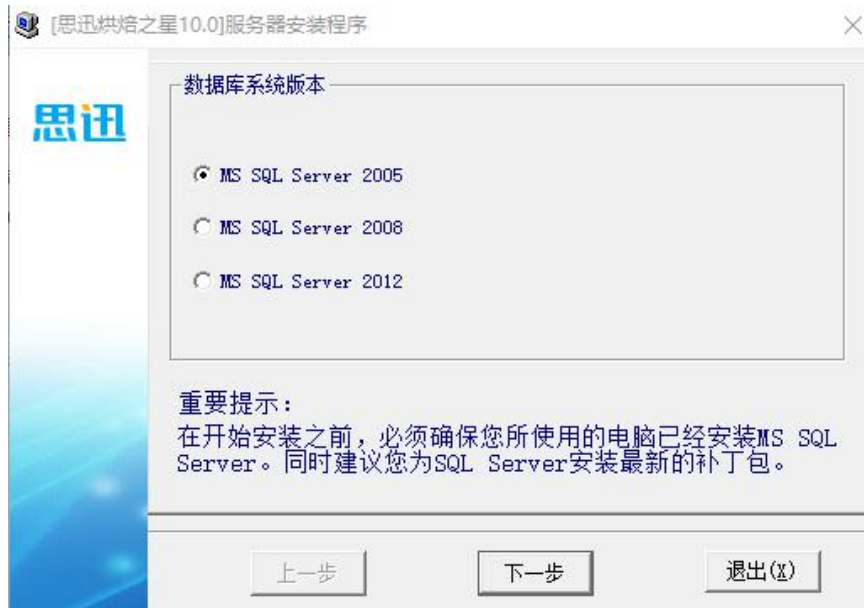 [思迅烘焙之星10.0]服务器安装程序
思迅
数据库系统版本
MS SQL Server 2005
MS SQL Server 2008
MS SQL Server 2012
重要提示：
在开始安装之前，必须确保您所使用的电脑已经安装MS SQL
Server。同时建议您为SQL Server安装最新的补丁包。
上一步
下一步
退出(X)